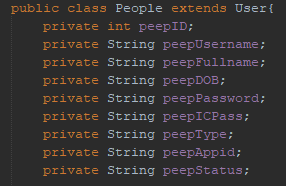 public class People extends User{
private int peepID;
private String peepUsername;
private String peepFullname;
private String peepDOB;
private String peepPassword;
private String peepICPass;
private String peepType;
private String peepAppid;
private String peepStatus;